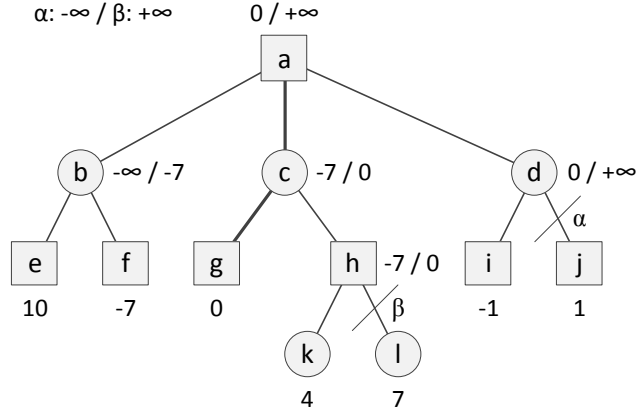 α: -∞ / β: +∞ 0 / +∞
a
b -∞ / -7 c -7 / 0 d 0 / +∞
α
e f g h -7 / 0 i j
10 -7 0 β -1 1
k l
4 7